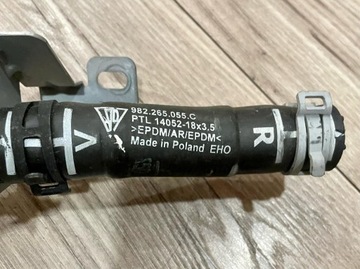 982.265.055.C
PTL 14052-18x3.5
>EPDM/AR/EPDM<
Made in Poland EHO
V
R